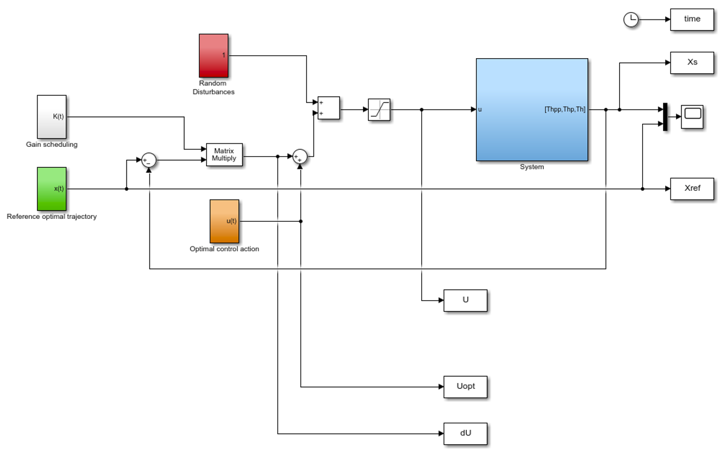 time
Xs
1
Random
Disturbances
+
+
K(t)
Gain scheduling
u
[Thpp,Thp,Th]
System
Matrix
Multiply
+
-
+
+
x(t)
Reference optimal trajectory
Xref
u(t)
Optimal control action
U
Uopt
dU